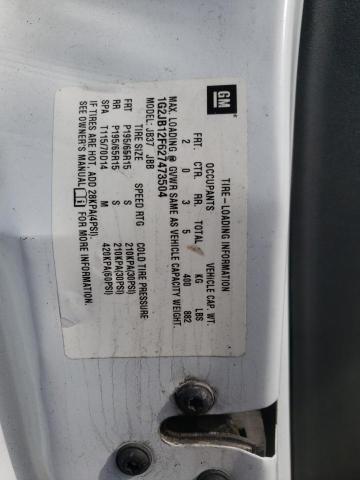 GM
TIRE-LOADING INFORMATION
OCCUPANTS VEHICLE CAP. WT.
FRT. CTR. RR. TOTAL KG LBS
2 0 3 5 400 882
MAX. LOADING @ GVWR SAME AS VEHICLE CAPACITY WEIGHT.
1G2JB12F627473504
MODEL: JB37 JBB
TIRE SIZE SPEED RTG COLD TIRE PRESSURE
FRT P195/65R15 S 210KPA(30PSI)
RR P195/65R15 S 210KPA(30PSI)
SPA T115/70D14 M 420KPA(60PSI)
IF TIRES ARE HOT, ADD 28KPA(4PSI).
SEE OWNER'S MANUAL FOR MORE INFORMATION.